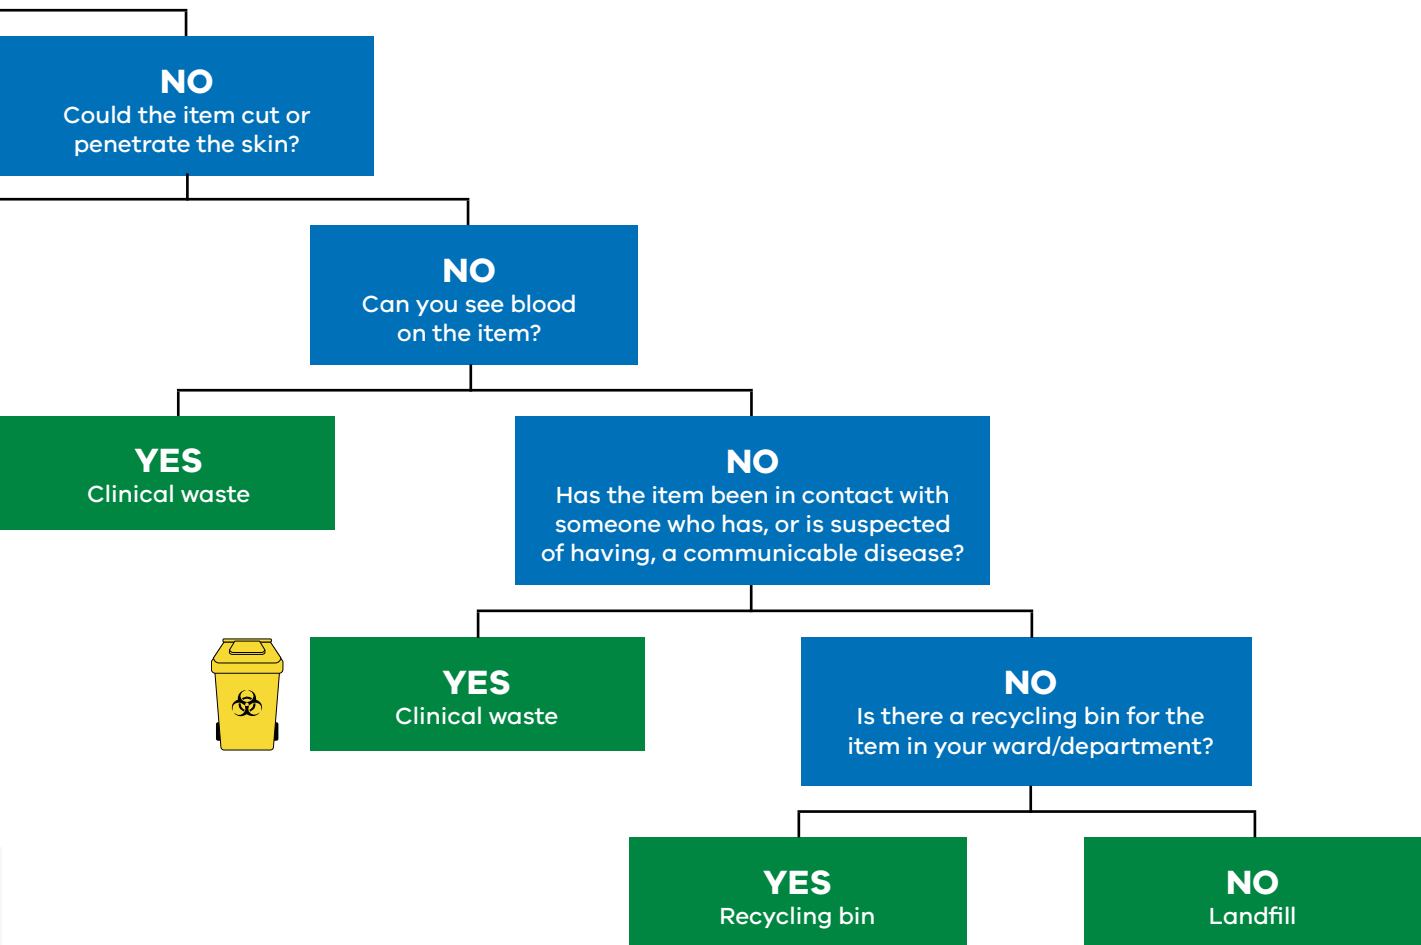 NO
Could the item cut or
penetrate the skin?
NO
Can you see blood
on the item?
YES
Clinical waste
NO
Has the item been in contact with
someone who has, or is suspected
of having, a communicable disease?
YES
Clinical waste
NO
Is there a recycling bin for the
item in your ward/department?
YES
Recycling bin
NO
Landfill